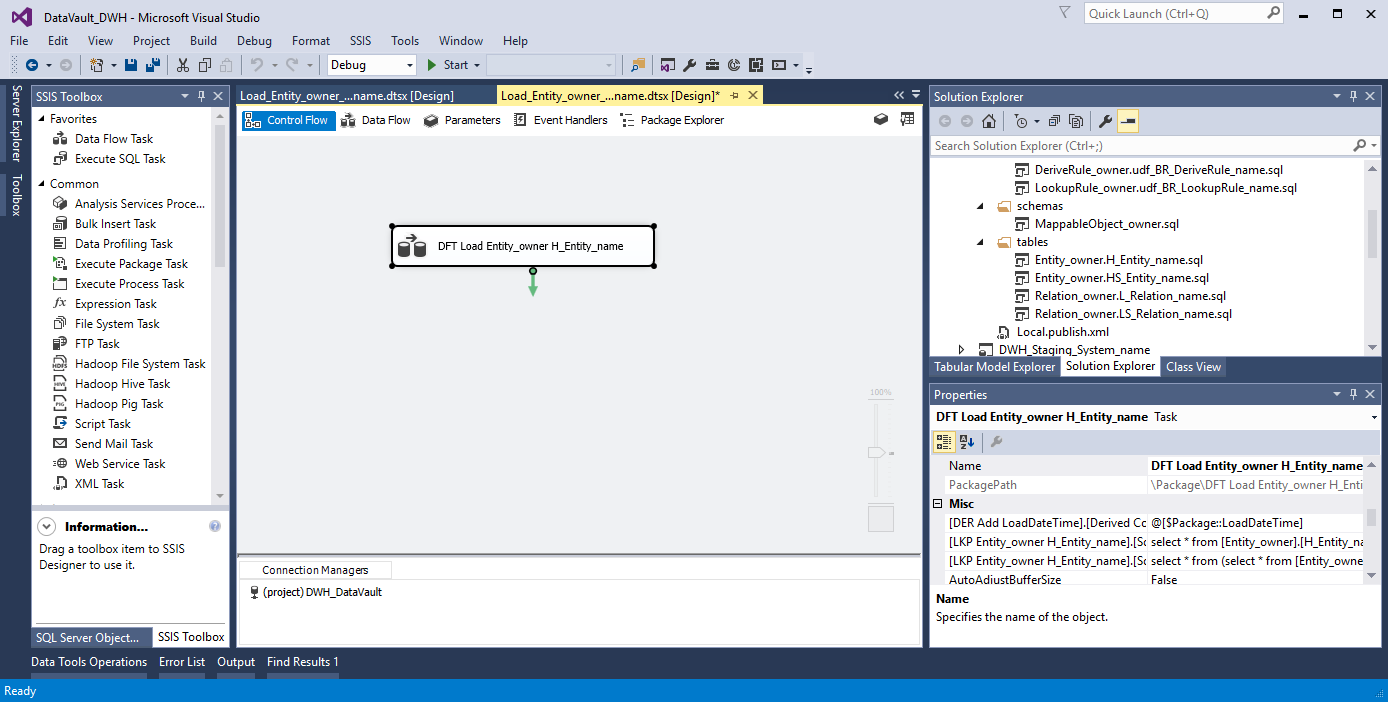 DataVault_DWH - Microsoft Visual Studio
Quick Launch (Ctrl+Q)
File Edit View Project Build Debug Format SSIS Tools Window Help
Debug Start
Server Explorer
Toolbox
SSIS Toolbox
Favorites
Data Flow Task
Execute SQL Task
Common
Analysis Services Proce...
Bulk Insert Task
Data Profiling Task
Execute Package Task
Execute Process Task
Expression Task
File System Task
FTP Task
Hadoop File System Task
Hadoop Hive Task
Hadoop Pig Task
Script Task
Send Mail Task
Web Service Task
XML Task
Information...
Drag a toolbox item to SSIS
Designer to use it.
SQL Server Object... SSIS Toolbox
Load_Entity_owner_...name.dtsx [Design] Load_Entity_owner_...name.dtsx [Design]*
Control Flow Data Flow Parameters Event Handlers Package Explorer
DFT Load Entity_owner H_Entity_name
100%
Connection Managers
(project) DWH_DataVault
Solution Explorer
Search Solution Explorer (Ctrl+;)
DeriveRule_owner.udf_BR_DeriveRule_name.sql
LookupRule_owner.udf_BR_LookupRule_name.sql
schemas
MappableObject_owner.sql
tables
Entity_owner.H_Entity_name.sql
Entity_owner.HS_Entity_name.sql
Relation_owner.L_Relation_name.sql
Relation_owner.LS_Relation_name.sql
Local.publish.xml
DWH_Staging_System_name
Tabular Model Explorer Solution Explorer Class View
Properties
DFT Load Entity_owner H_Entity_name Task
Name DFT Load Entity_owner H_Entity_name
PackagePath \Package\DFT Load Entity_owner H_Enti
Misc
[DER Add LoadDateTime].[Derived Co @[$Package::LoadDateTime]
[LKP Entity_owner H_Entity_name].[Sc select * from [Entity_owner].[H_Entity_na
[LKP Entity_owner H_Entity_name].[Sc select * from (select * from [Entity_owne
AutoAdjustBufferSize False
Name
Specifies the name of the object.
Data Tools Operations Error List Output Find Results 1
Ready